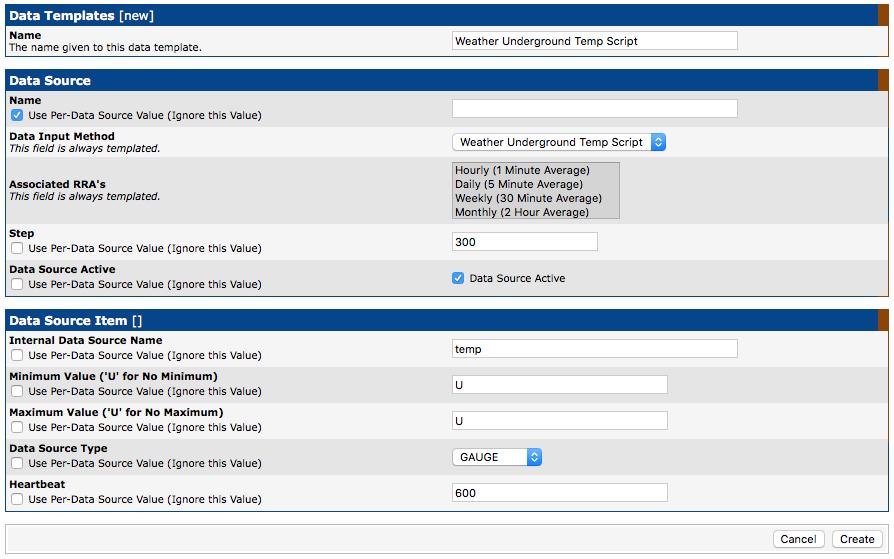 Data Templates [new]
Name
The name given to this data template.
Weather Underground Temp Script
Data Source
Name
Use Per-Data Source Value (Ignore this Value)
Data Input Method
This field is always templated.
Weather Underground Temp Script
Associated RRA's
This field is always templated.
Hourly (1 Minute Average)
Daily (5 Minute Average)
Weekly (30 Minute Average)
Monthly (2 Hour Average)
Step
Use Per-Data Source Value (Ignore this Value)
300
Data Source Active
Use Per-Data Source Value (Ignore this Value)
Data Source Active
Data Source Item []
Internal Data Source Name
Use Per-Data Source Value (Ignore this Value)
temp
Minimum Value ('U' for No Minimum)
Use Per-Data Source Value (Ignore this Value)
U
Maximum Value ('U' for No Maximum)
Use Per-Data Source Value (Ignore this Value)
U
Data Source Type
Use Per-Data Source Value (Ignore this Value)
GAUGE
Heartbeat
Use Per-Data Source Value (Ignore this Value)
600
Cancel Create